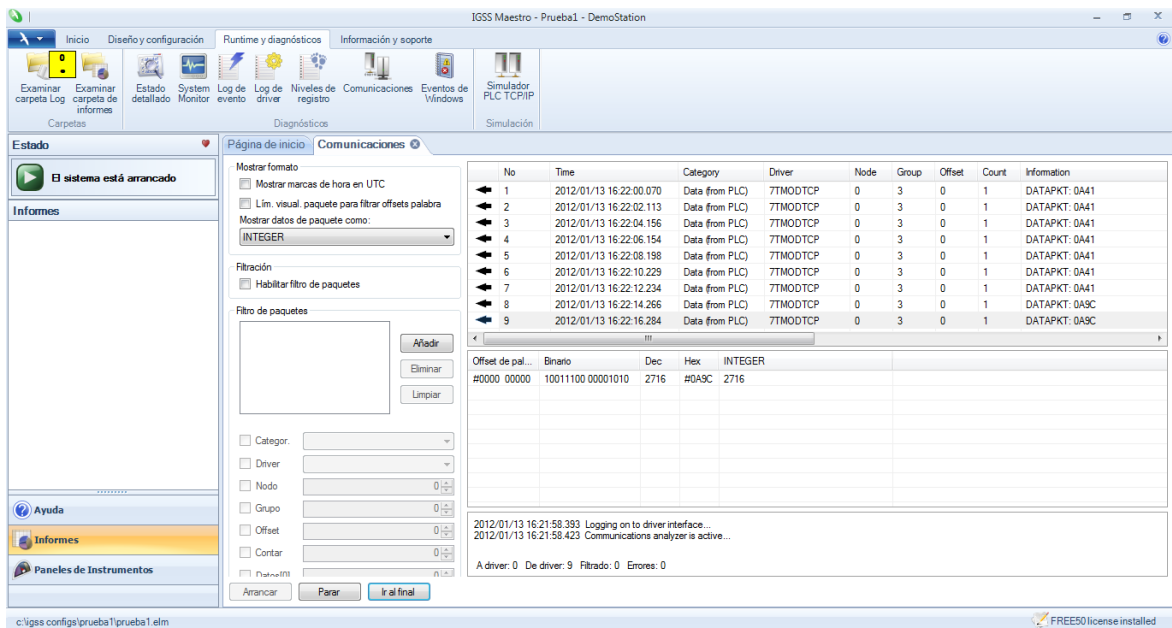 IGSS Maestro - Prueba1 - DemoStation
Inicio Diseño y configuración Runtime y diagnósticos Información y soporte
Examinar carpeta Log
Examinar carpeta de informes
Estado detallado
System Monitor
Log de evento
Log de driver
Niveles de registro
Comunicaciones
Eventos de Windows
Simulador PLC TCP/IP
Carpetas Diagnósticos Simulación
Estado
El sistema está arrancado
Informes
Ayuda
Informes
Paneles de Instrumentos
Página de inicio Comunicaciones
Mostrar formato
Mostrar marcas de hora en UTC
Lím. visual. paquete para filtrar offsets palabra
Mostrar datos de paquete como:
INTEGER
Filtración
Habilitar filtro de paquetes
Filtro de paquetes
Añadir
Eliminar
Limpiar
Categor.
Driver
Nodo 0
Grupo 0
Offset 0
Contar 0
Datos[0] 0
Arrancar Parar Ir al final
No Time Category Driver Node Group Offset Count Information
1 2012/01/13 16:22:00.070 Data (from PLC) 7TMODTCP 0 3 0 1 DATAPKT: 0A41
2 2012/01/13 16:22:02.113 Data (from PLC) 7TMODTCP 0 3 0 1 DATAPKT: 0A41
3 2012/01/13 16:22:04.156 Data (from PLC) 7TMODTCP 0 3 0 1 DATAPKT: 0A41
4 2012/01/13 16:22:06.154 Data (from PLC) 7TMODTCP 0 3 0 1 DATAPKT: 0A41
5 2012/01/13 16:22:08.198 Data (from PLC) 7TMODTCP 0 3 0 1 DATAPKT: 0A41
6 2012/01/13 16:22:10.229 Data (from PLC) 7TMODTCP 0 3 0 1 DATAPKT: 0A41
7 2012/01/13 16:22:12.234 Data (from PLC) 7TMODTCP 0 3 0 1 DATAPKT: 0A41
8 2012/01/13 16:22:14.266 Data (from PLC) 7TMODTCP 0 3 0 1 DATAPKT: 0A9C
9 2012/01/13 16:22:16.284 Data (from PLC) 7TMODTCP 0 3 0 1 DATAPKT: 0A9C
Offset de pal... Binario Dec Hex INTEGER
#0000 00000 10011100 00001010 2716 #0A9C 2716
2012/01/13 16:21:58.393 Logging on to driver interface...
2012/01/13 16:21:58.423 Communications analyzer is active...
A driver: 0 De driver: 9 Filtrado: 0 Errores: 0
c:\igss configs\prueba1\prueba1.elm
FREE50 license installed